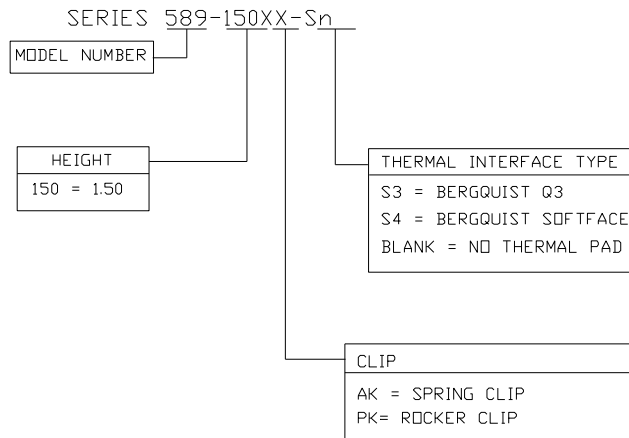 SERIES 589-150XX-Sn
MODEL NUMBER
HEIGHT
150 = 1.50
THERMAL INTERFACE TYPE
S3 = BERGQUIST Q3
S4 = BERGQUIST SOFTFACE
BLANK = NO THERMAL PAD
CLIP
AK = SPRING CLIP
PK= ROCKER CLIP